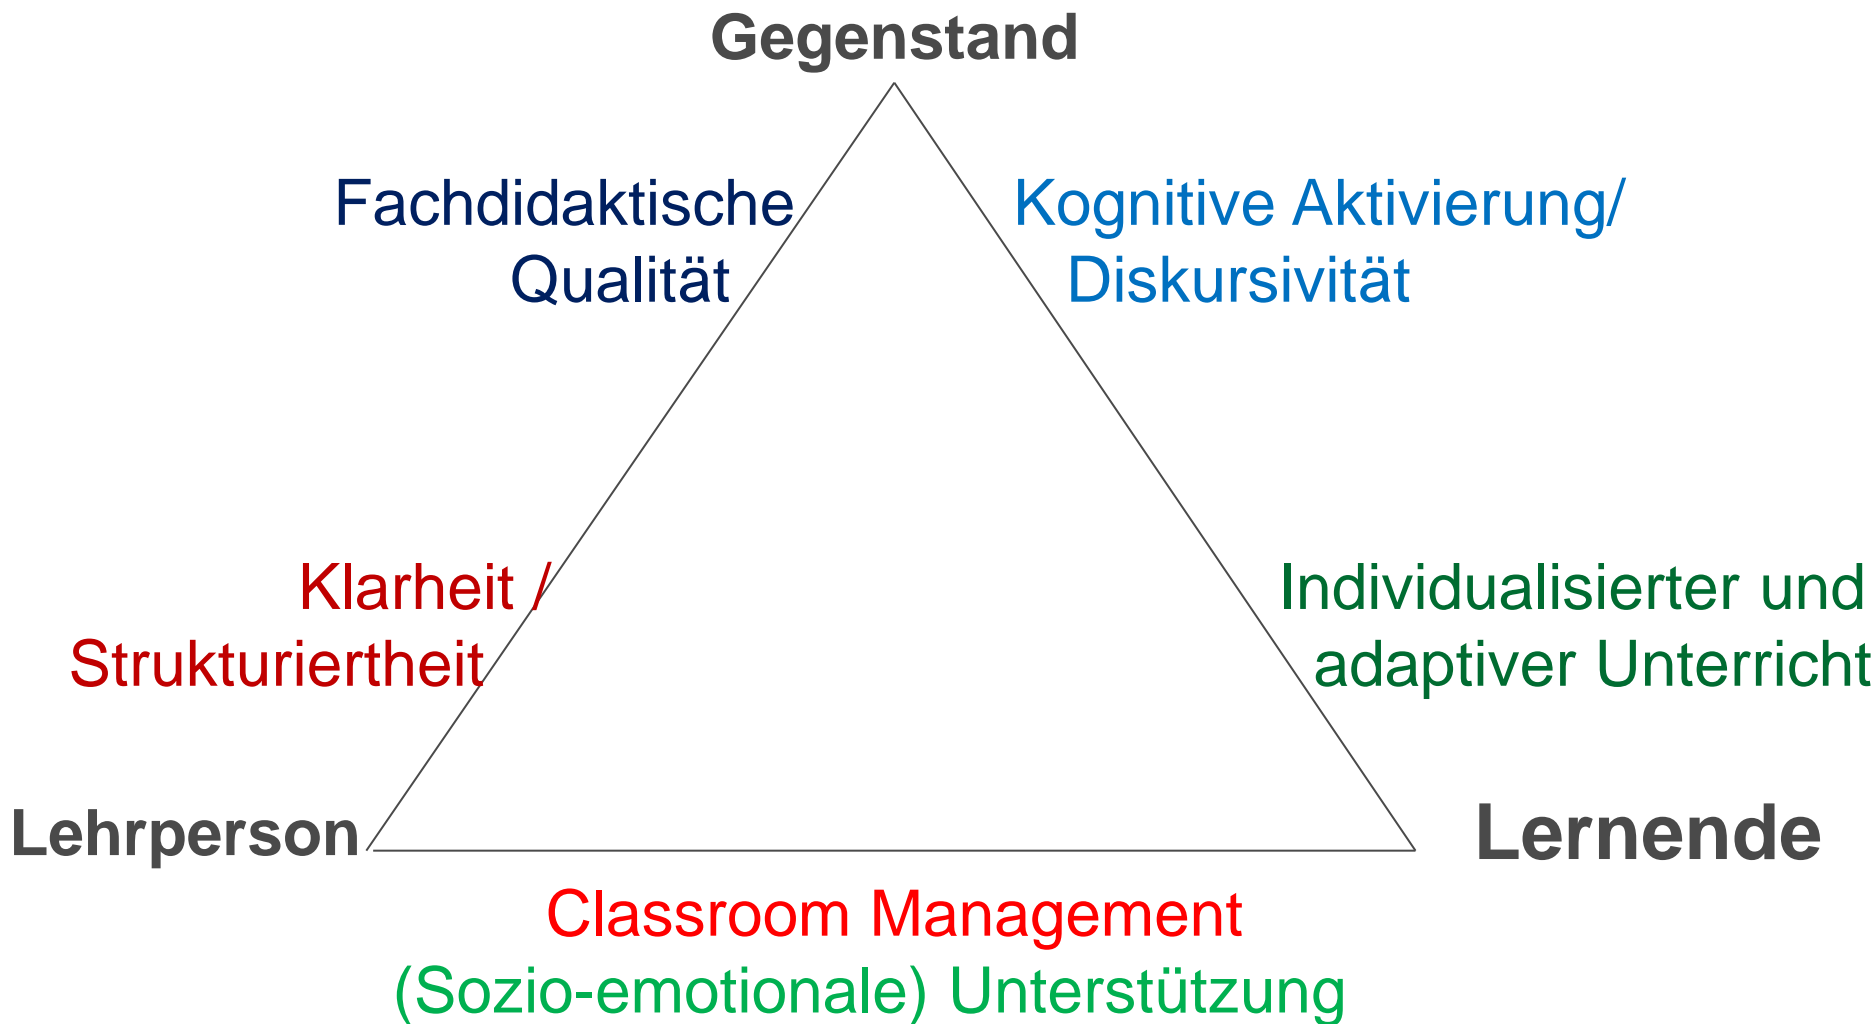 Gegenstand
Fachdidaktische
Qualität
Kognitive Aktivierung/
Diskursivität
Klarheit /
Strukturiertheit
Individualisierter und
adaptiver Unterricht
Lehrperson
Lernende
Classroom Management
(Sozio-emotionale) Unterstützung